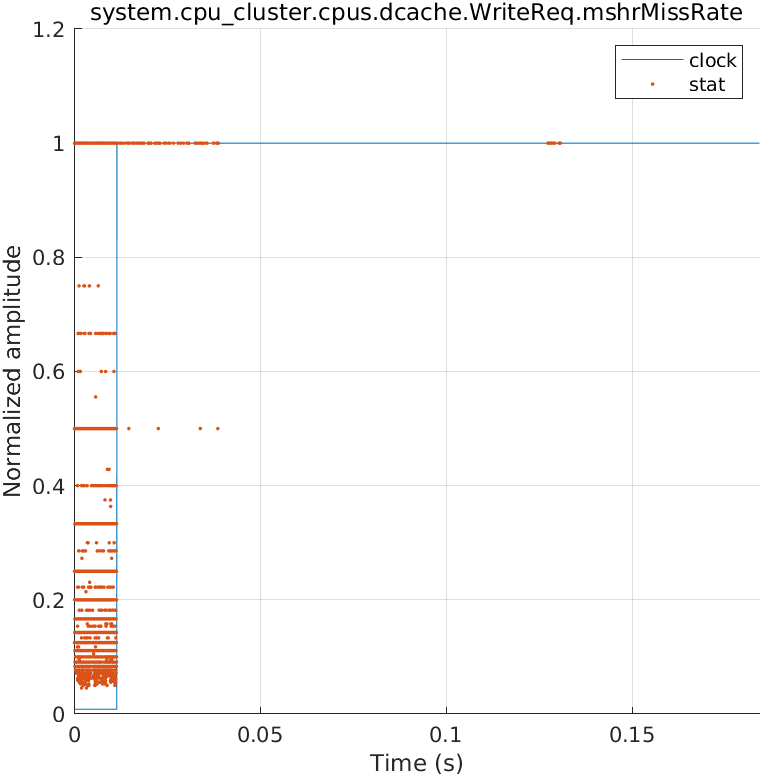 system.cpu_cluster.cpus.dcache.WriteReq.mshrMissRate
clock
stat
Normalized amplitude
1.2
1
0.8
0.6
0.4
0.2
0
0
0.05
0.1
0.15
Time (s)